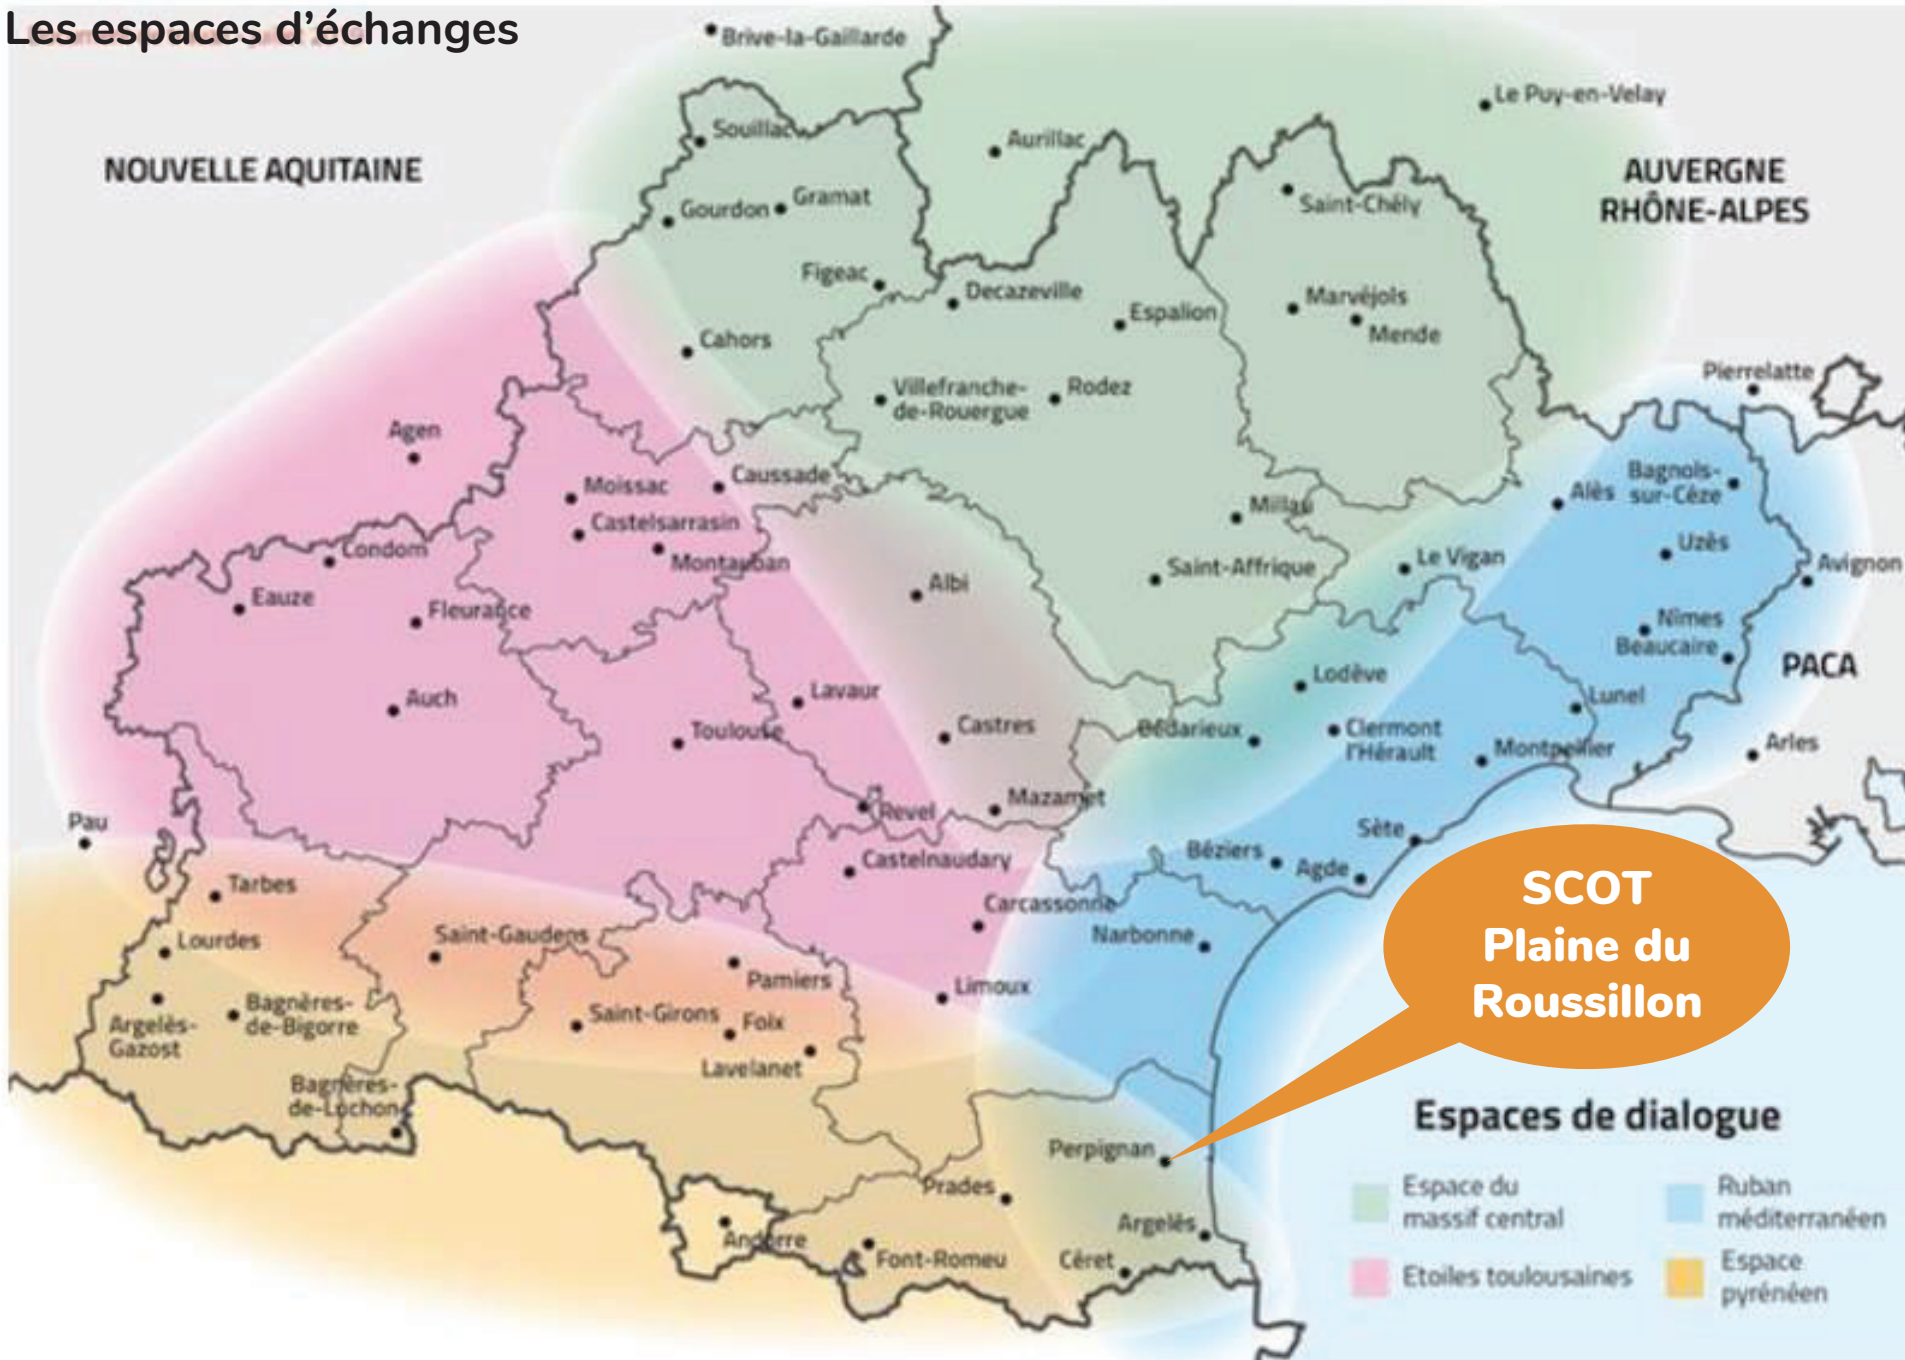 Les espaces d’échanges
Brive-la-Gaillarde
Le Puy-en-Velay
Souillac
Aurillac
NOUVELLE AQUITAINE
AUVERGNE
RHÔNE-ALPES
Gourdon
Gramat
Saint-Chély
Figeac
Decazeville
Espalion
Marvéjols
Mende
Cahors
Pierrelatte
Villefranche-
de-Rouergue
Rodez
Agen
Moissac
Caussade
Bagnols-
sur-Cèze
Alès
Castelsarrasin
Millau
Condom
Montauban
Uzès
Le Vigan
Avignon
Saint-Affrique
Albi
Eauze
Fleurance
Nîmes
Beaucaire
PACA
Lodève
Auch
Lavaur
Lunel
Toulouse
Castres
Bédarieux
Clermont
l'Hérault
Montpellier
Arles
Mazamet
Revel
Pau
Sète
Castelnaudary
Béziers
Agde
Tarbes
Carcassonne
SCOT
Plaine du
Roussillon
Lourdes
Saint-Gaudens
Narbonne
Pamiers
Limoux
Argelès-
Gazost
Bagnères-
de-Bigorre
Saint-Girons
Foix
Lavelanet
Bagnères-
de-Lochon
Espaces de dialogue
Perpignan
Prades
Espace du
massif central
Ruban
méditerranéen
Argelès
Andorre
Font-Romeu
Céret
Etoiles toulousaines
Espace
pyrénéen